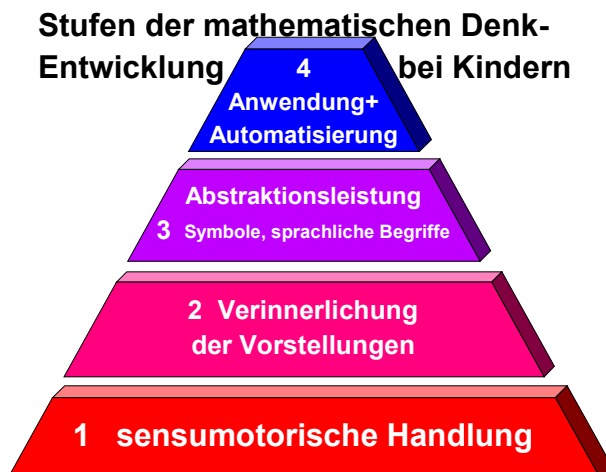 Stufen der mathematischen Denk-
Entwicklung bei Kindern
4
Anwendung+
Automatisierung
Abstraktionsleistung
3 Symbole, sprachliche Begriffe
2 Verinnerlichung
der Vorstellungen
1 sensumotorische Handlung